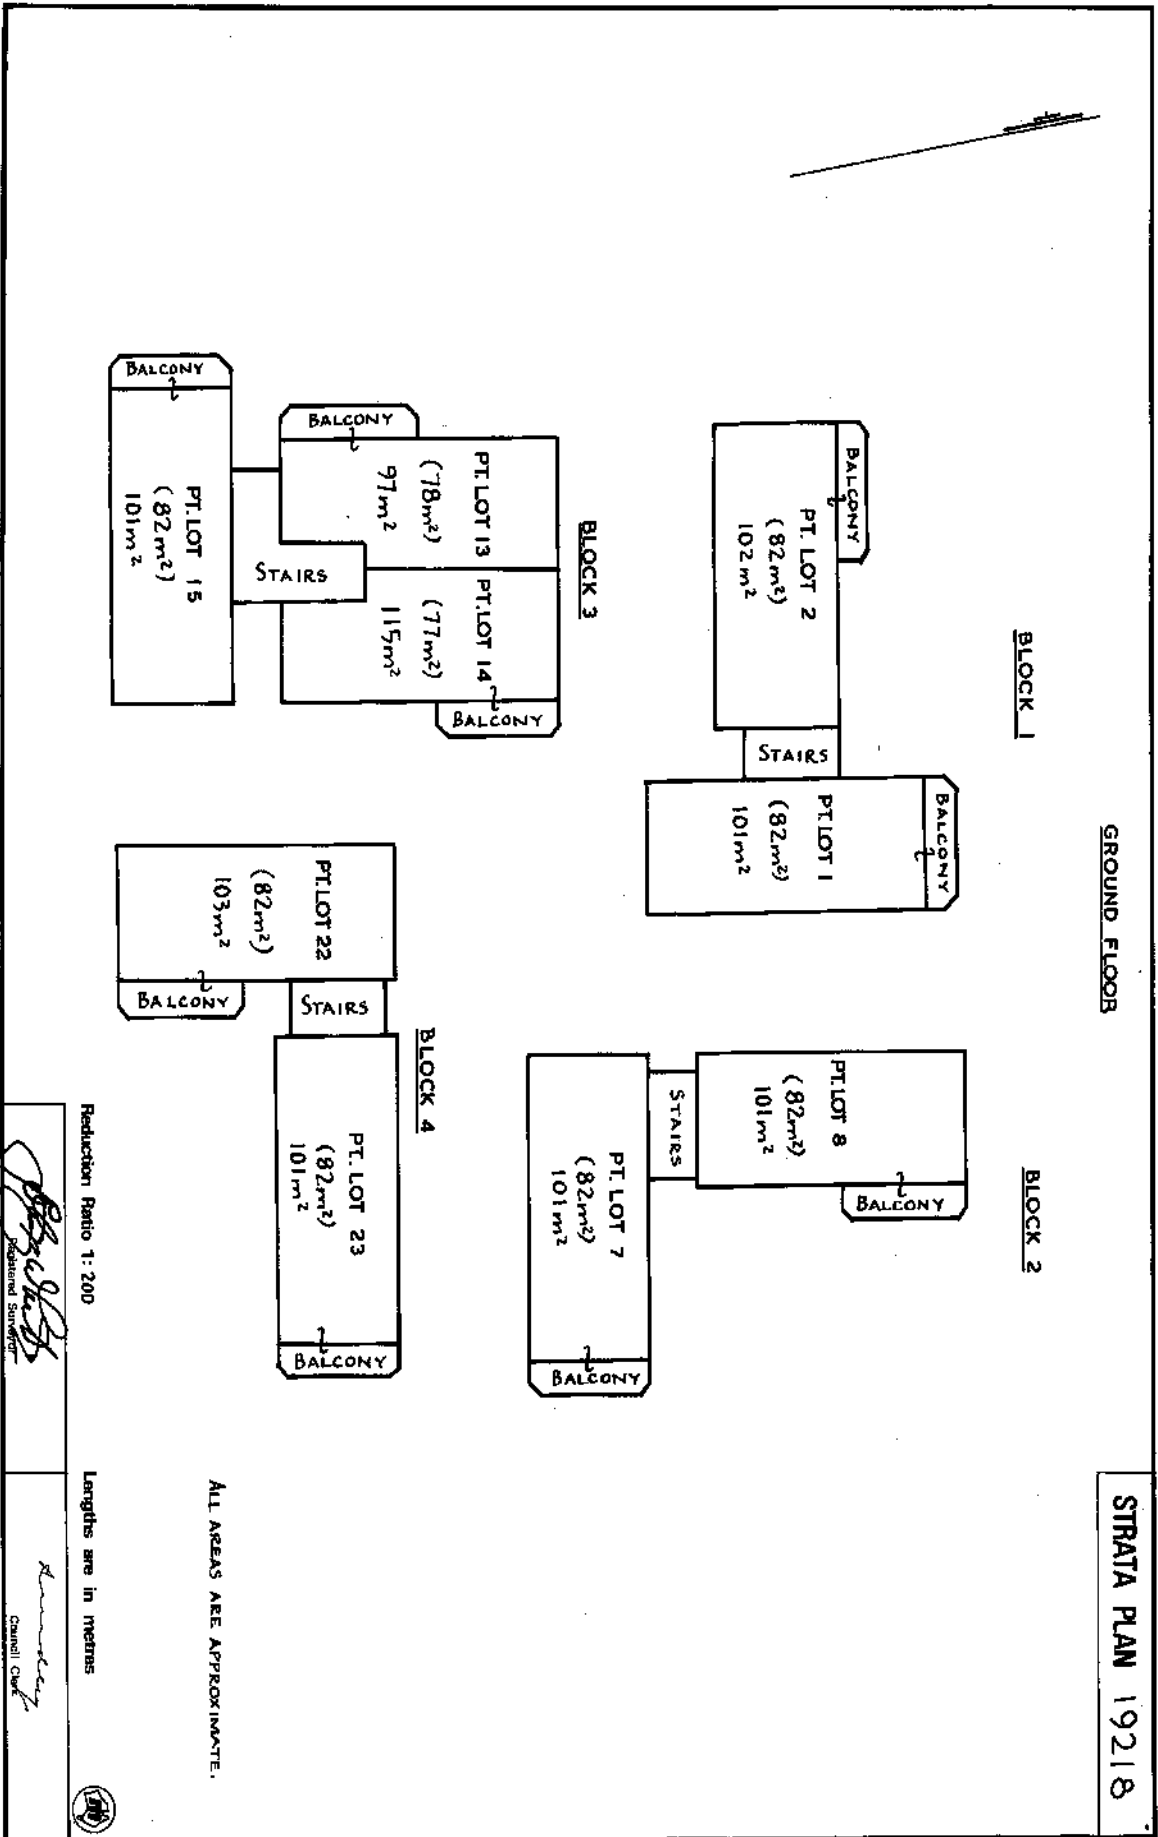 STRATA PLAN 19218
GROUND FLOOR
BLOCK 1
BALCONY
PT. LOT 2
(82m²)
102m²
STAIRS
BALCONY
PT.LOT 1
(82m²)
101m²
BLOCK 2
PT.LOT 8
(82m²)
101m²
BALCONY
STAIRS
PT. LOT 7
(82m²)
101m²
BALCONY
BLOCK 3
BALCONY
PT.LOT 13
(78m²)
97m²
PT.LOT 14
(77m²)
115m²
BALCONY
STAIRS
BALCONY
PT.LOT 15
(82m²)
101m²
BLOCK 4
PT.LOT 22
(82m²)
103m²
BALCONY
STAIRS
PT. LOT 23
(82m²)
101m²
BALCONY
ALL AREAS ARE APPROXIMATE.
Reduction Ratio 1: 200
Lengths are in metres
Registered Surveyor
Council Clerk